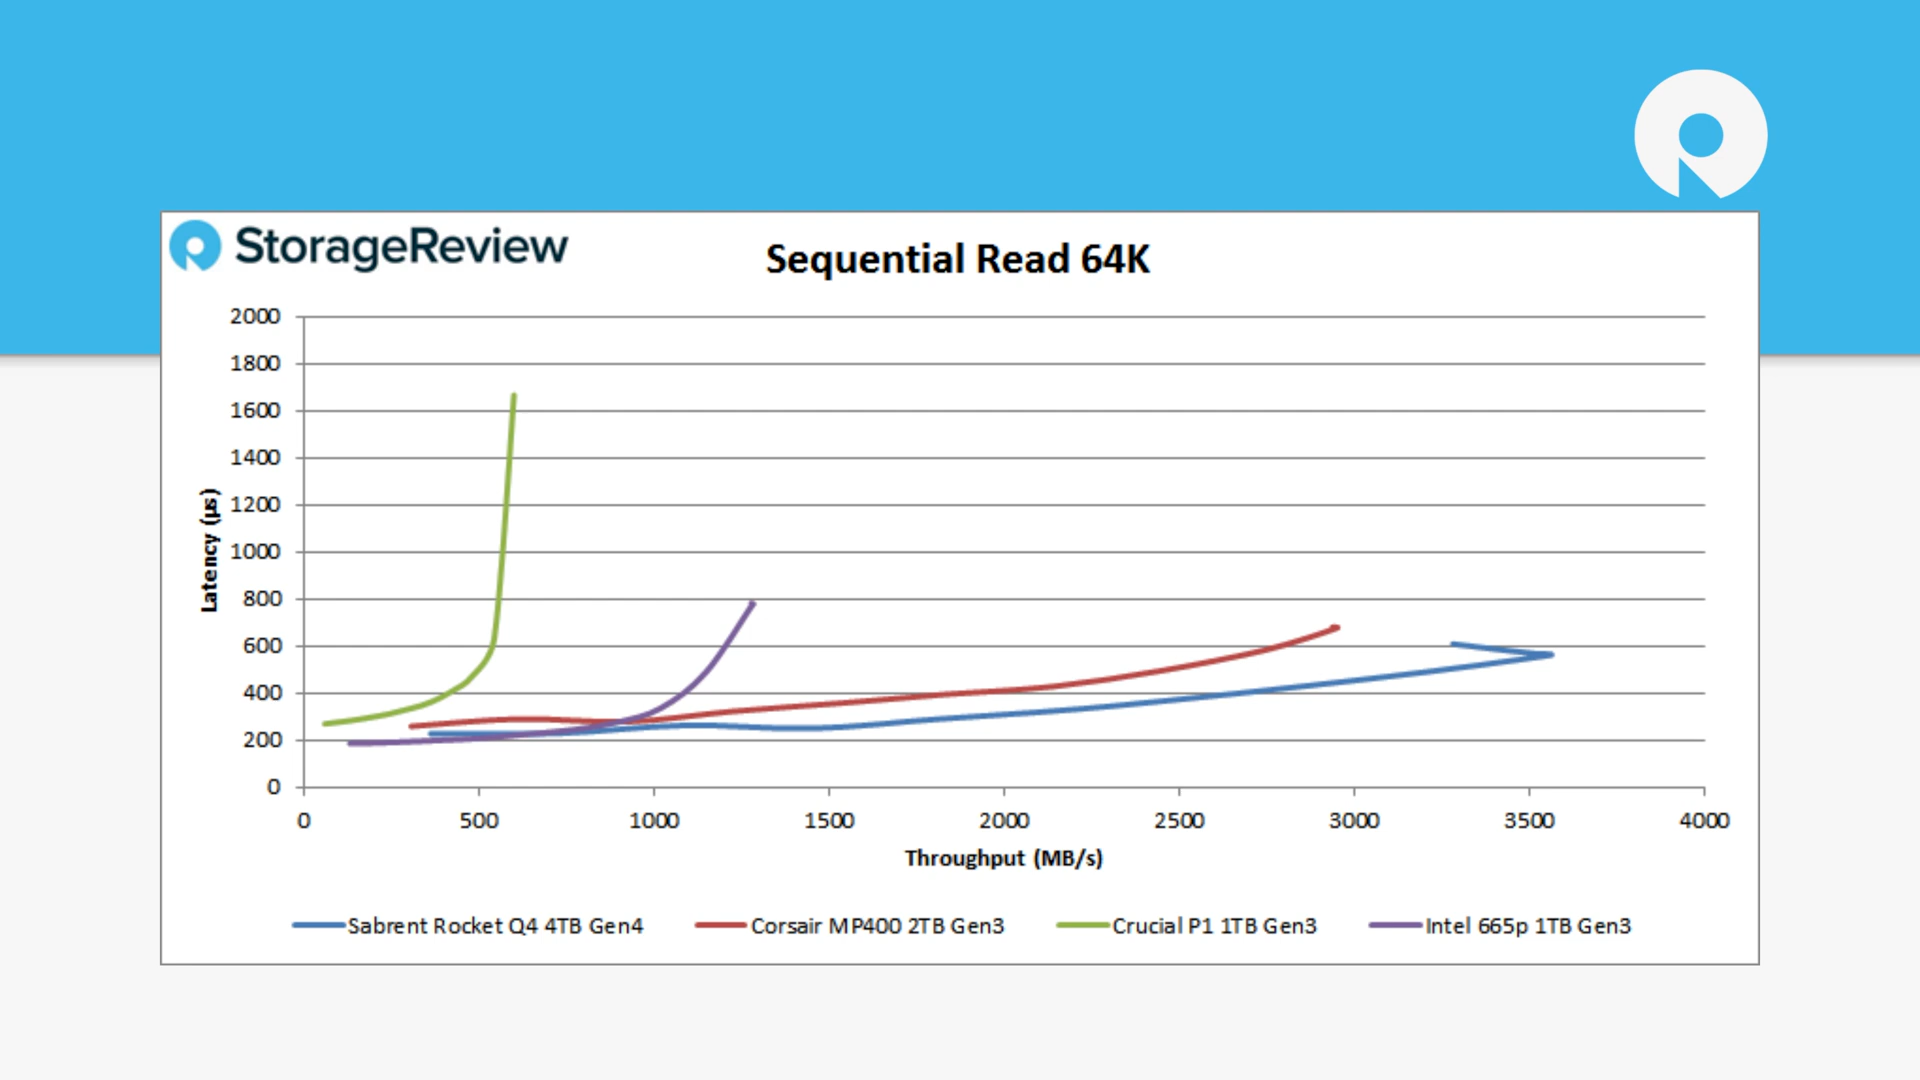 StorageReview
Sequential Read 64K
2000
1800
1600
1400
1200
1000
800
600
400
200
0
Latency (µs)
0 500 1000 1500 2000 2500 3000 3500 4000
Throughput (MB/s)
Sabrent Rocket Q4 4TB Gen4 Corsair MP400 2TB Gen3 Crucial P1 1TB Gen3 Intel 665p 1TB Gen3